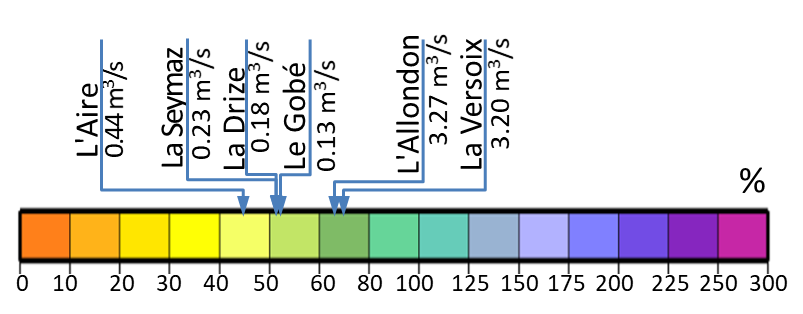 L'Aire
0.44 m³/s
La Seymaz
0.23 m³/s
La Drize
0.18 m³/s
Le Gobé
0.13 m³/s
L'Allondon
3.27 m³/s
La Versoix
3.20 m³/s
%
0 10 20 30 40 50 60 80 100 125 150 175 200 225 250 300